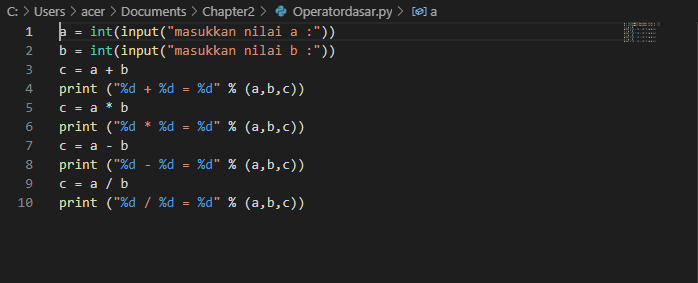 C: > Users > acer > Documents > Chapter2 > Operatordasar.py > a
1 a = int(input("masukkan nilai a :"))
2 b = int(input("masukkan nilai b :"))
3 c = a + b
4 print ("%d + %d = %d" % (a,b,c))
5 c = a * b
6 print ("%d * %d = %d" % (a,b,c))
7 c = a - b
8 print ("%d - %d = %d" % (a,b,c))
9 c = a / b
10 print ("%d / %d = %d" % (a,b,c))